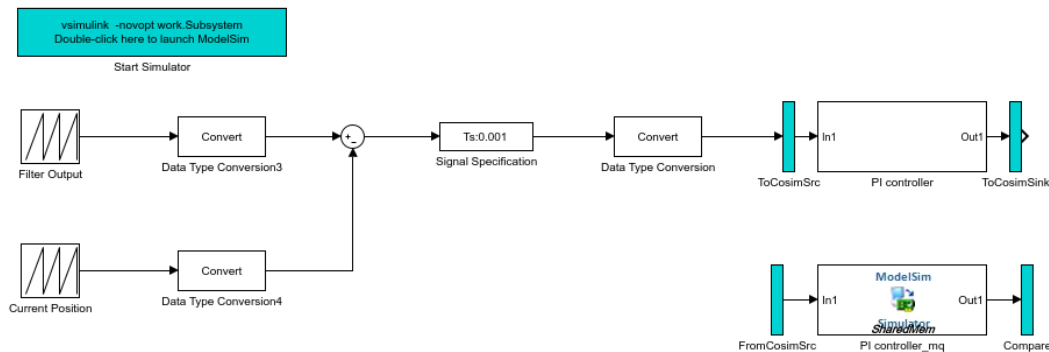 vsimulink -novopt work.Subsystem
Double-click here to launch ModelSim
Start Simulator
Filter Output
Convert
Data Type Conversion3
+
−
Ts:0.001
Signal Specification
Convert
Data Type Conversion
ToCosimSrc
In1
Out1
PI controller
ToCosimSink
Current Position
Convert
Data Type Conversion4
FromCosimSrc
In1
ModelSim
Simulator
SharedMem
Out1
PI controller_mq
Compare